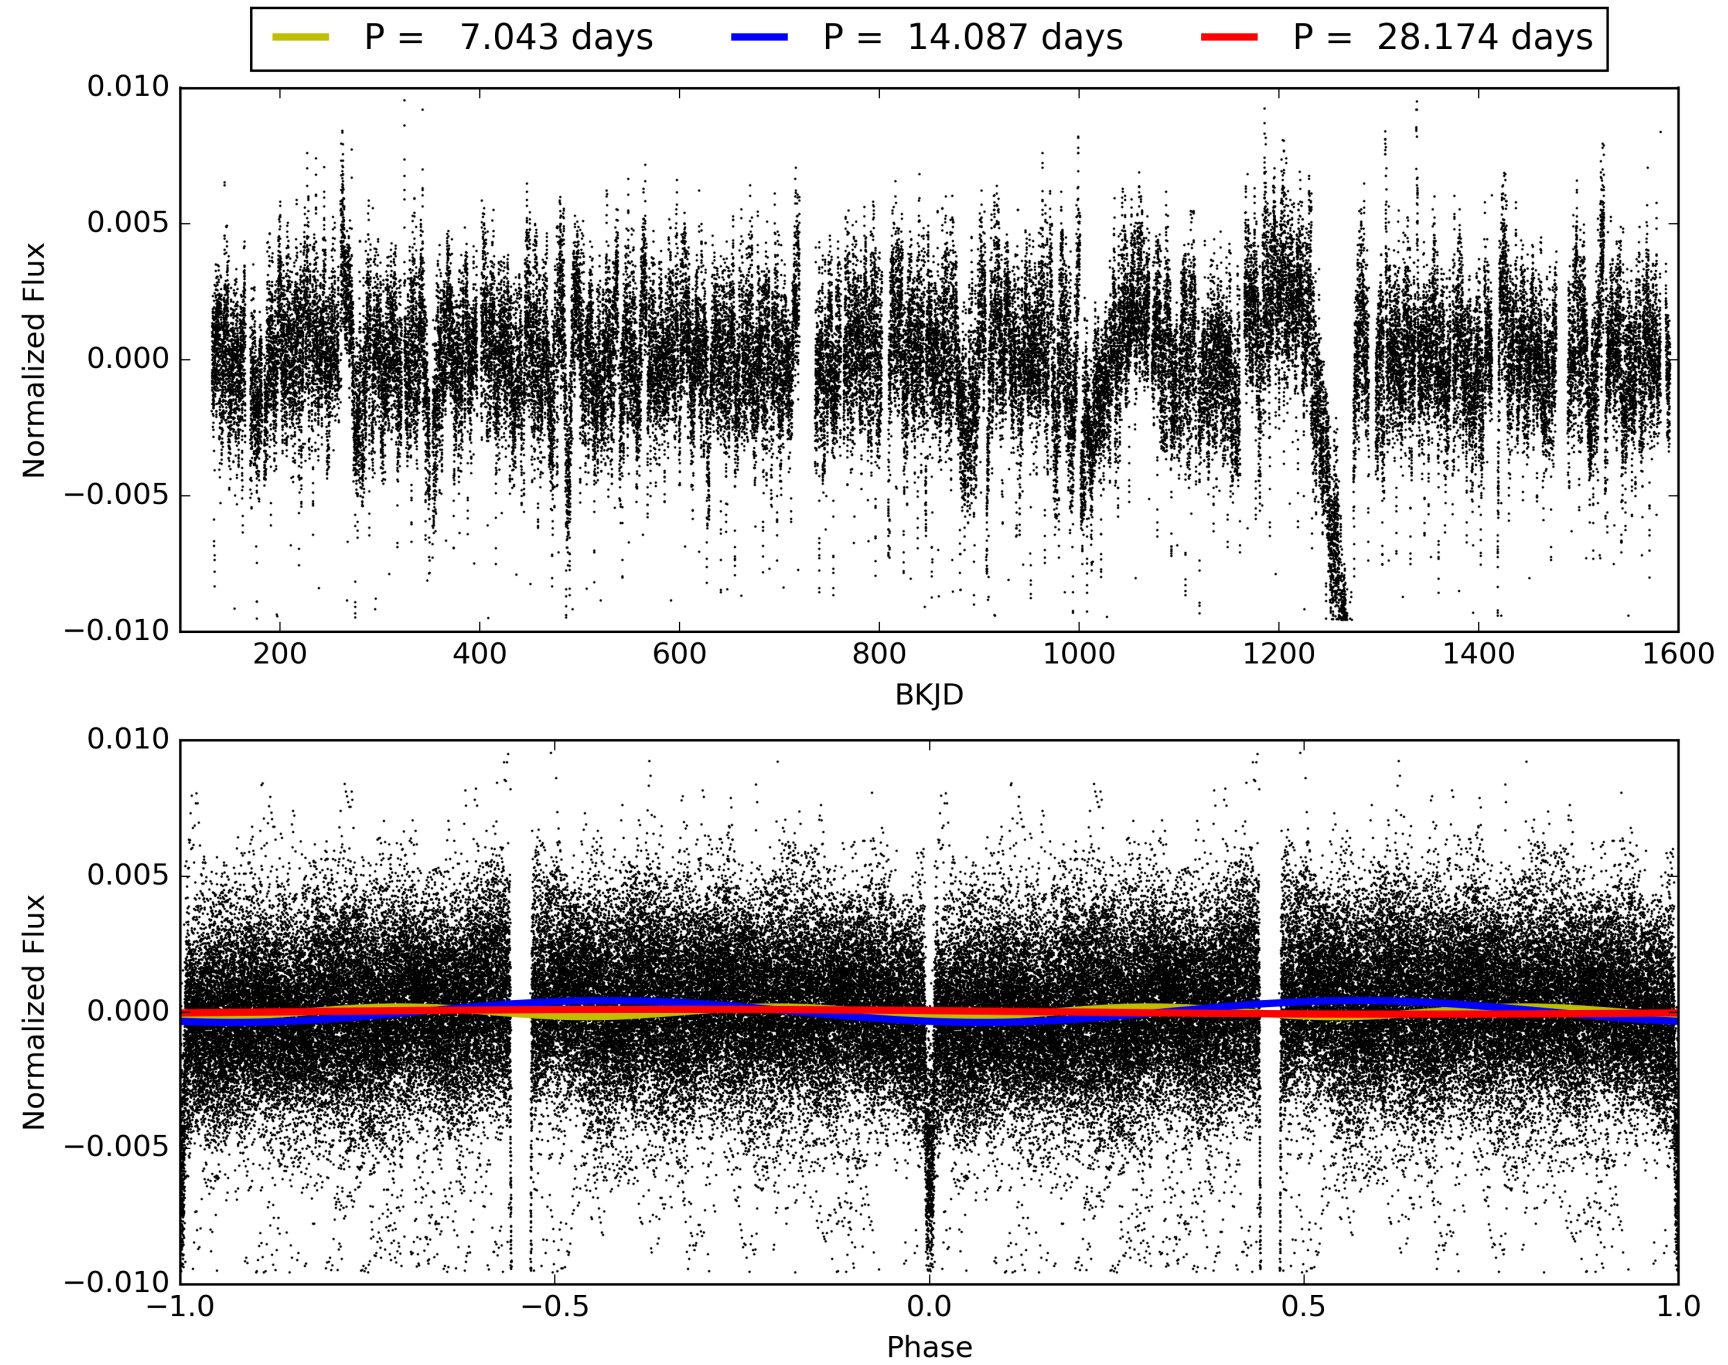 P = 7.043 days P = 14.087 days P = 28.174 days
0.010
0.005
0.000
−0.005
−0.010
Normalized Flux
200 400 600 800 1000 1200 1400 1600
BKJD
0.010
0.005
0.000
−0.005
−0.010
Normalized Flux
−1.0 −0.5 0.0 0.5 1.0
Phase